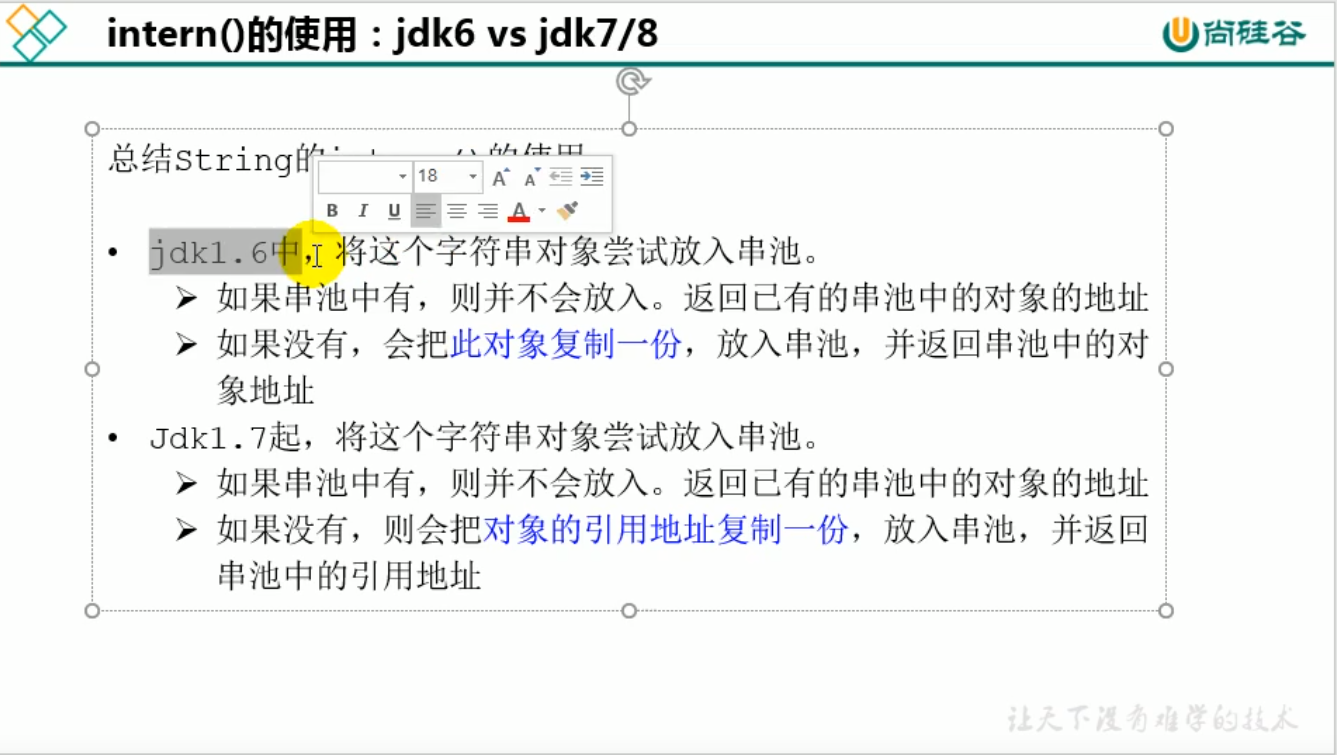 intern()的使用：jdk6 vs jdk7/8
尚硅谷
总结String的
的使用
18
B I U A
jdk1.6中，将这个字符串对象尝试放入串池。
如果串池中有，则并不会放入。返回已有的串池中的对象的地址
如果没有，会把此对象复制一份，放入串池，并返回串池中的对
象地址
Jdk1.7起，将这个字符串对象尝试放入串池。
如果串池中有，则并不会放入。返回已有的串池中的对象的地址
如果没有，则会把对象的引用地址复制一份，放入串池，并返回
串池中的引用地址
让天下没有难学的技术